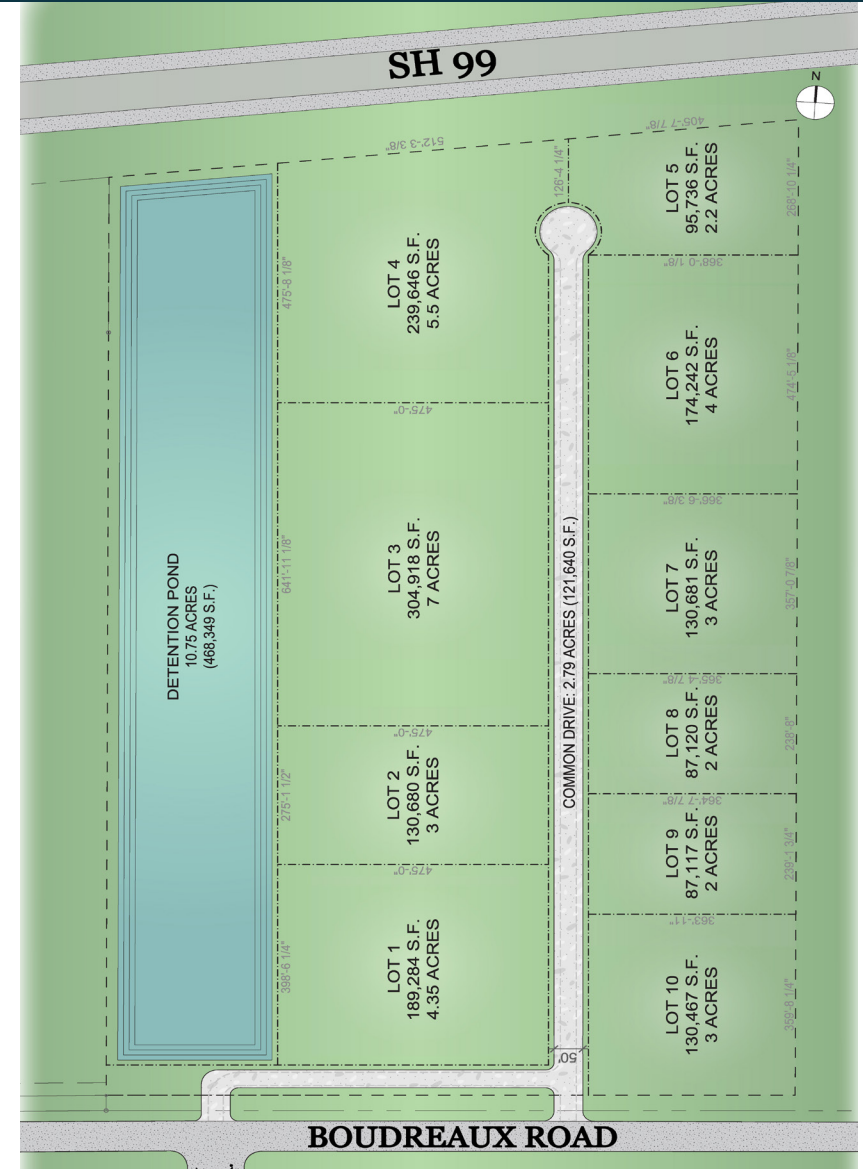 SH 99
N
512'-3 3/8"
405'-7 7/8"
126'-4 1/4"
LOT 5
95,736 S.F.
2.2 ACRES
268'-10 1/4"
368'-0 1/8"
LOT 4
239,646 S.F.
5.5 ACRES
475'-8 1/8"
475'-0"
LOT 6
174,242 S.F.
4 ACRES
474'-5 1/8"
366'-6 3/8"
DETENTION POND
10.75 ACRES
(468,349 S.F.)
LOT 3
304,918 S.F.
7 ACRES
641'-11 1/8"
475'-0"
COMMON DRIVE: 2.79 ACRES (121,640 S.F.)
LOT 7
130,681 S.F.
3 ACRES
357'-0 7/8"
365'-4 7/8"
LOT 8
87,120 S.F.
2 ACRES
238'-8"
364'-7 7/8"
LOT 2
130,680 S.F.
3 ACRES
275'-1 1/2"
475'-0"
LOT 9
87,117 S.F.
2 ACRES
239'-1 3/4"
363'-11"
LOT 1
189,284 S.F.
4.35 ACRES
398'-6 1/4"
LOT 10
130,467 S.F.
3 ACRES
359'-8 1/4"
50'
BOUDREAUX ROAD